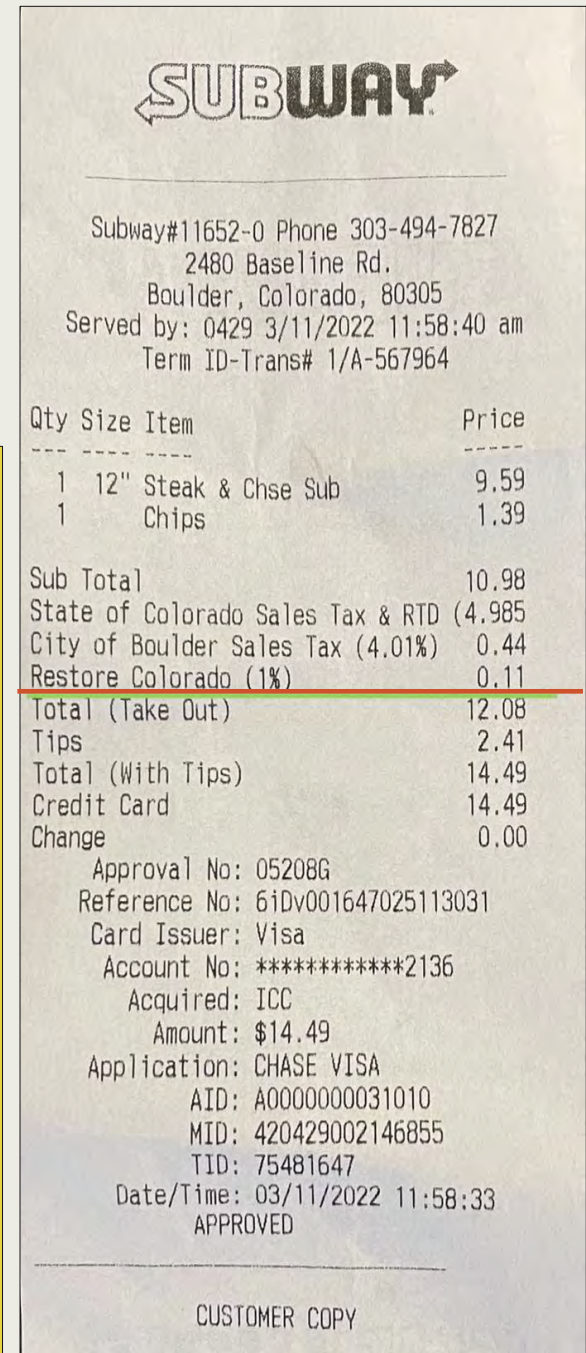 SUBWAY
Subway#11652-0 Phone 303-494-7827
2480 Baseline Rd.
Boulder, Colorado, 80305
Served by: 0429 3/11/2022 11:58:40 am
Term ID-Trans# 1/A-567964
Qty Size Item Price
--- ---- ---- -----
1 12" Steak & Chse Sub 9.59
1 Chips 1.39
Sub Total 10.98
State of Colorado Sales Tax & RTD (4.985
City of Boulder Sales Tax (4.01%) 0.44
Restore Colorado (1%) 0.11
Total (Take Out) 12.08
Tips 2.41
Total (With Tips) 14.49
Credit Card 14.49
Change 0.00
Approval No: 05208G
Reference No: 6iDv001647025113031
Card Issuer: Visa
Account No: ************2136
Acquired: ICC
Amount: $14.49
Application: CHASE VISA
AID: A0000000031010
MID: 420429002146855
TID: 75481647
Date/Time: 03/11/2022 11:58:33
APPROVED
CUSTOMER COPY